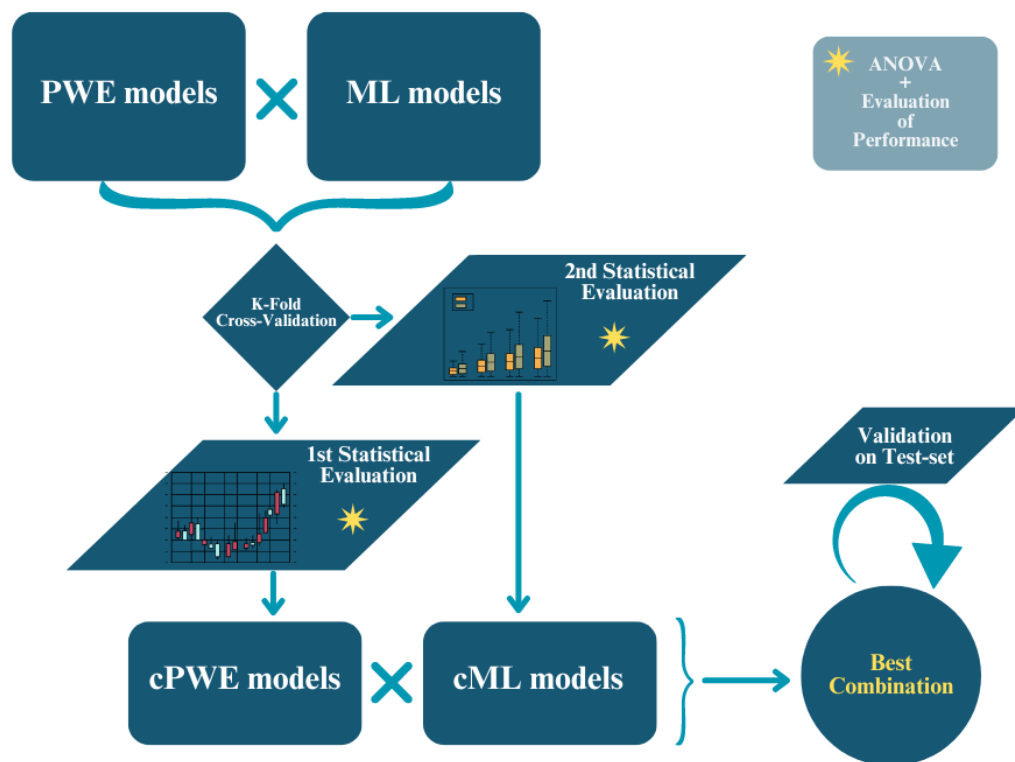 PWE models
ML models
ANOVA
+
Evaluation
of
Performance
K-Fold
Cross-Validation
2nd Statistical
Evaluation
1st Statistical
Evaluation
Validation
on Test-set
cPWE models
cML models
Best
Combination